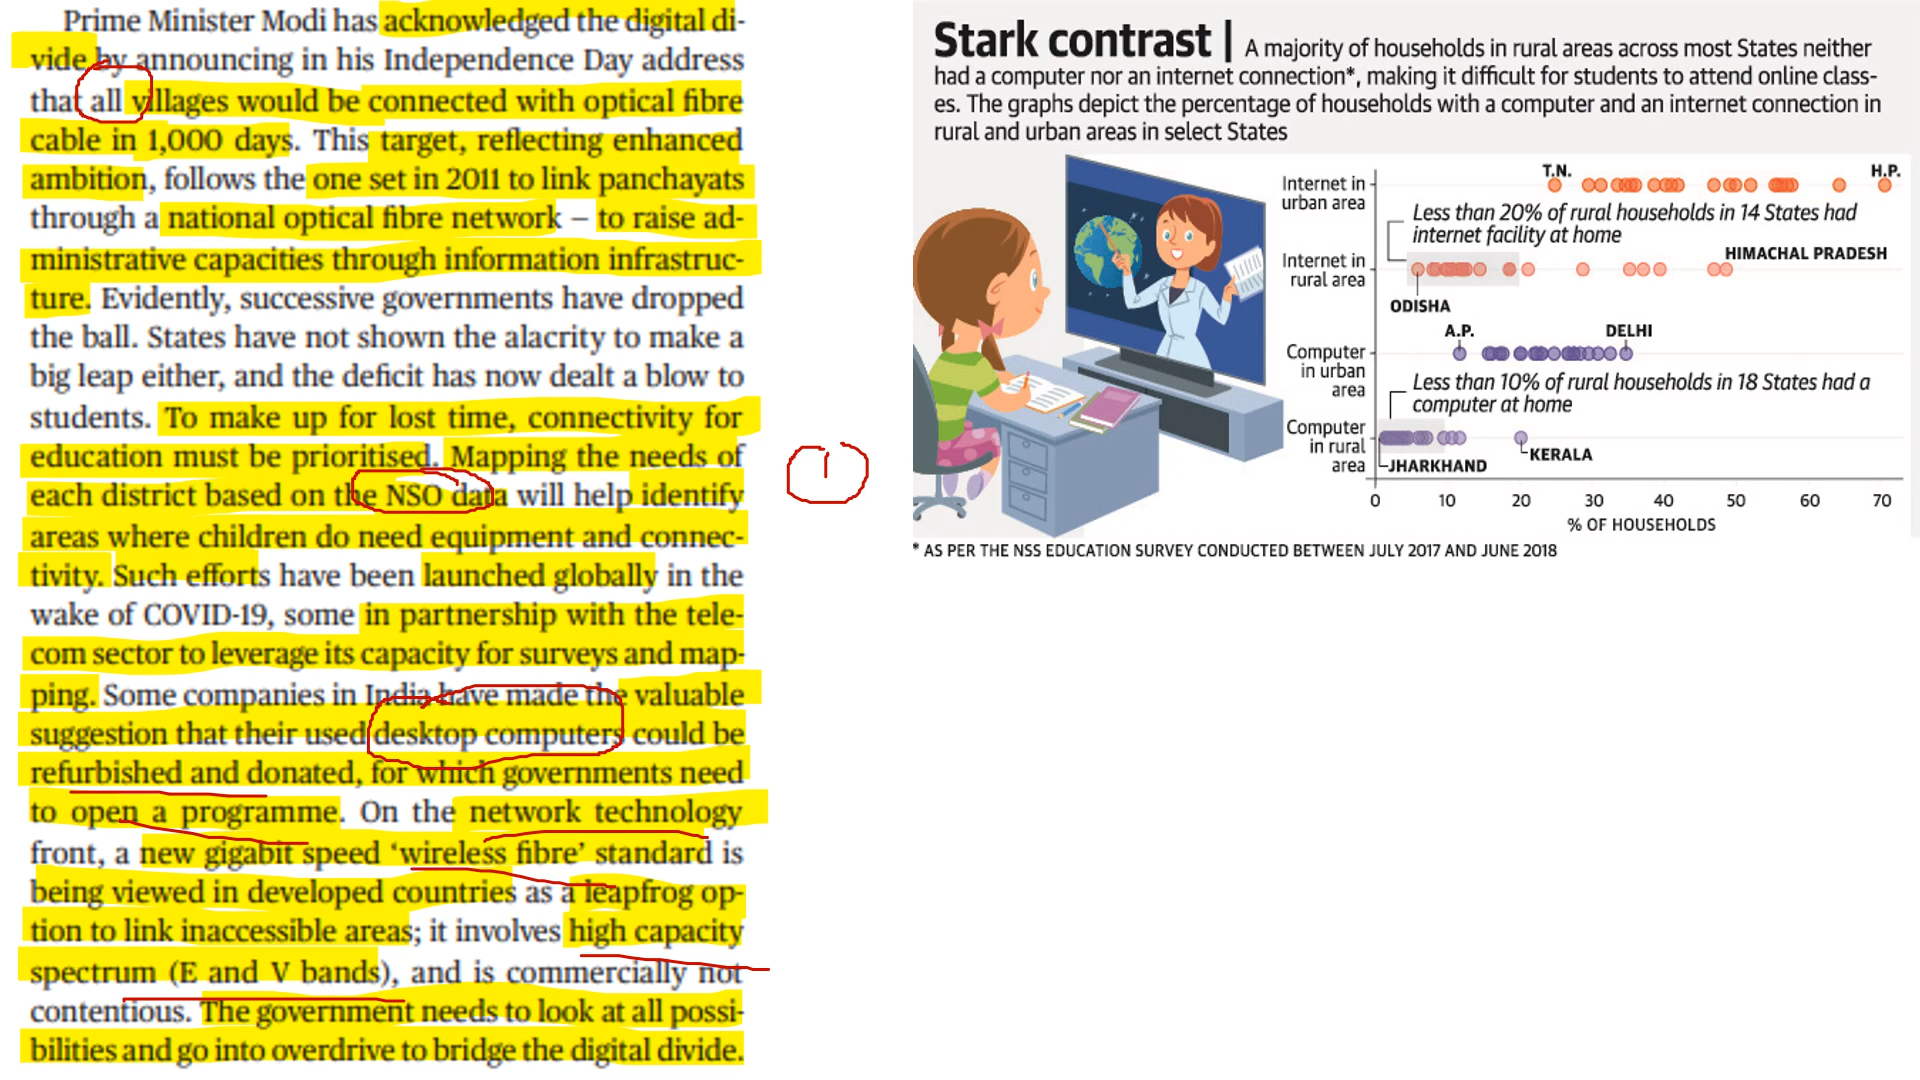 Prime Minister Modi has acknowledged the digital di-
vide by announcing in his Independence Day address
that all villages would be connected with optical fibre
cable in 1,000 days. This target, reflecting enhanced
ambition, follows the one set in 2011 to link panchayats
through a national optical fibre network – to raise ad-
ministrative capacities through information infrastruc-
ture. Evidently, successive governments have dropped
the ball. States have not shown the alacrity to make a
big leap either, and the deficit has now dealt a blow to
students. To make up for lost time, connectivity for
education must be prioritised. Mapping the needs of
each district based on the NSO data will help identify
areas where children do need equipment and connec-
tivity. Such efforts have been launched globally in the
wake of COVID-19, some in partnership with the tele-
com sector to leverage its capacity for surveys and map-
ping. Some companies in India have made the valuable
suggestion that their used desktop computers could be
refurbished and donated, for which governments need
to open a programme. On the network technology
front, a new gigabit speed ‘wireless fibre’ standard is
being viewed in developed countries as a leapfrog op-
tion to link inaccessible areas; it involves high capacity
spectrum (E and V bands), and is commercially not
contentious. The government needs to look at all possi-
bilities and go into overdrive to bridge the digital divide.
1
Stark contrast | A majority of households in rural areas across most States neither
had a computer nor an internet connection*, making it difficult for students to attend online class-
es. The graphs depict the percentage of households with a computer and an internet connection in
rural and urban areas in select States
T.N.
H.P.
Internet in
urban area
Less than 20% of rural households in 14 States had
internet facility at home
HIMACHAL PRADESH
Internet in
rural area
ODISHA
A.P.
DELHI
Computer
in urban
area
Less than 10% of rural households in 18 States had a
computer at home
Computer
in rural
area
JHARKHAND
KERALA
0 10 20 30 40 50 60 70
% OF HOUSEHOLDS
* AS PER THE NSS EDUCATION SURVEY CONDUCTED BETWEEN JULY 2017 AND JUNE 2018